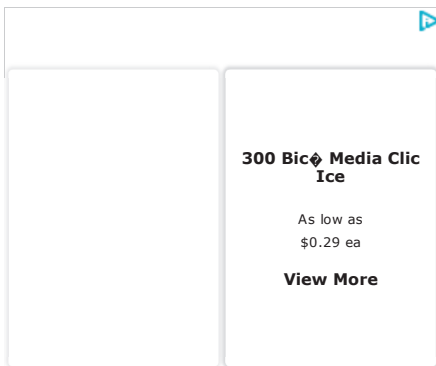 300 Bic� Media Clic
Ice
As low as
$0.29 ea
View More